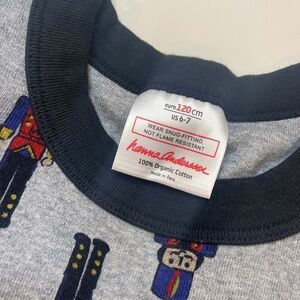 euro 120 cm
US 6-7
WEAR SNUG-FITTING
NOT FLAME RESISTANT
hanna andersson
100% Organic Cotton
made in Peru